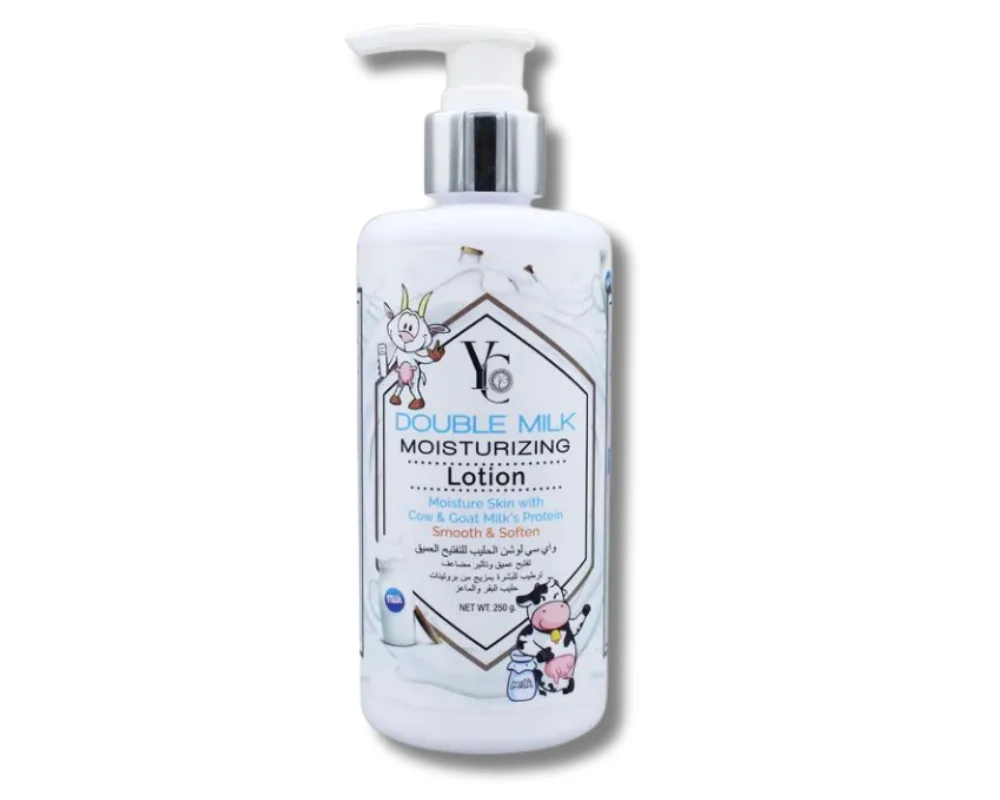 YC
DOUBLE MILK
MOISTURIZING
Lotion
Moisture Skin with
Cow & Goat Milk's Protein
Smooth & Soften
واي سي لوشن الحليب للتفتيح العميق
تفتيح عميق وتأثير مضاعف
ترطيب للبشرة بمزيج من بروتينات
حليب البقر والماعز
NET WT. 250 g.
Milk
milk